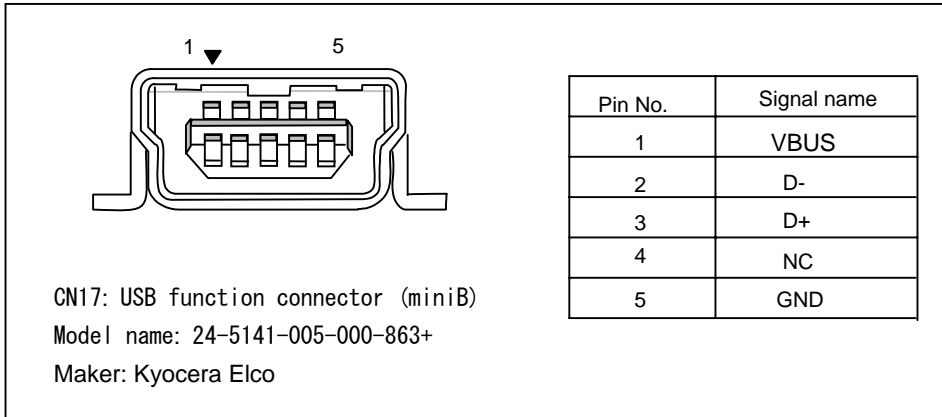 1 5
Pin No. Signal name
1 VBUS
2 D-
3 D+
4 NC
5 GND
CN17: USB function connector (miniB)
Model name: 24-5141-005-000-863+
Maker: Kyocera Elco